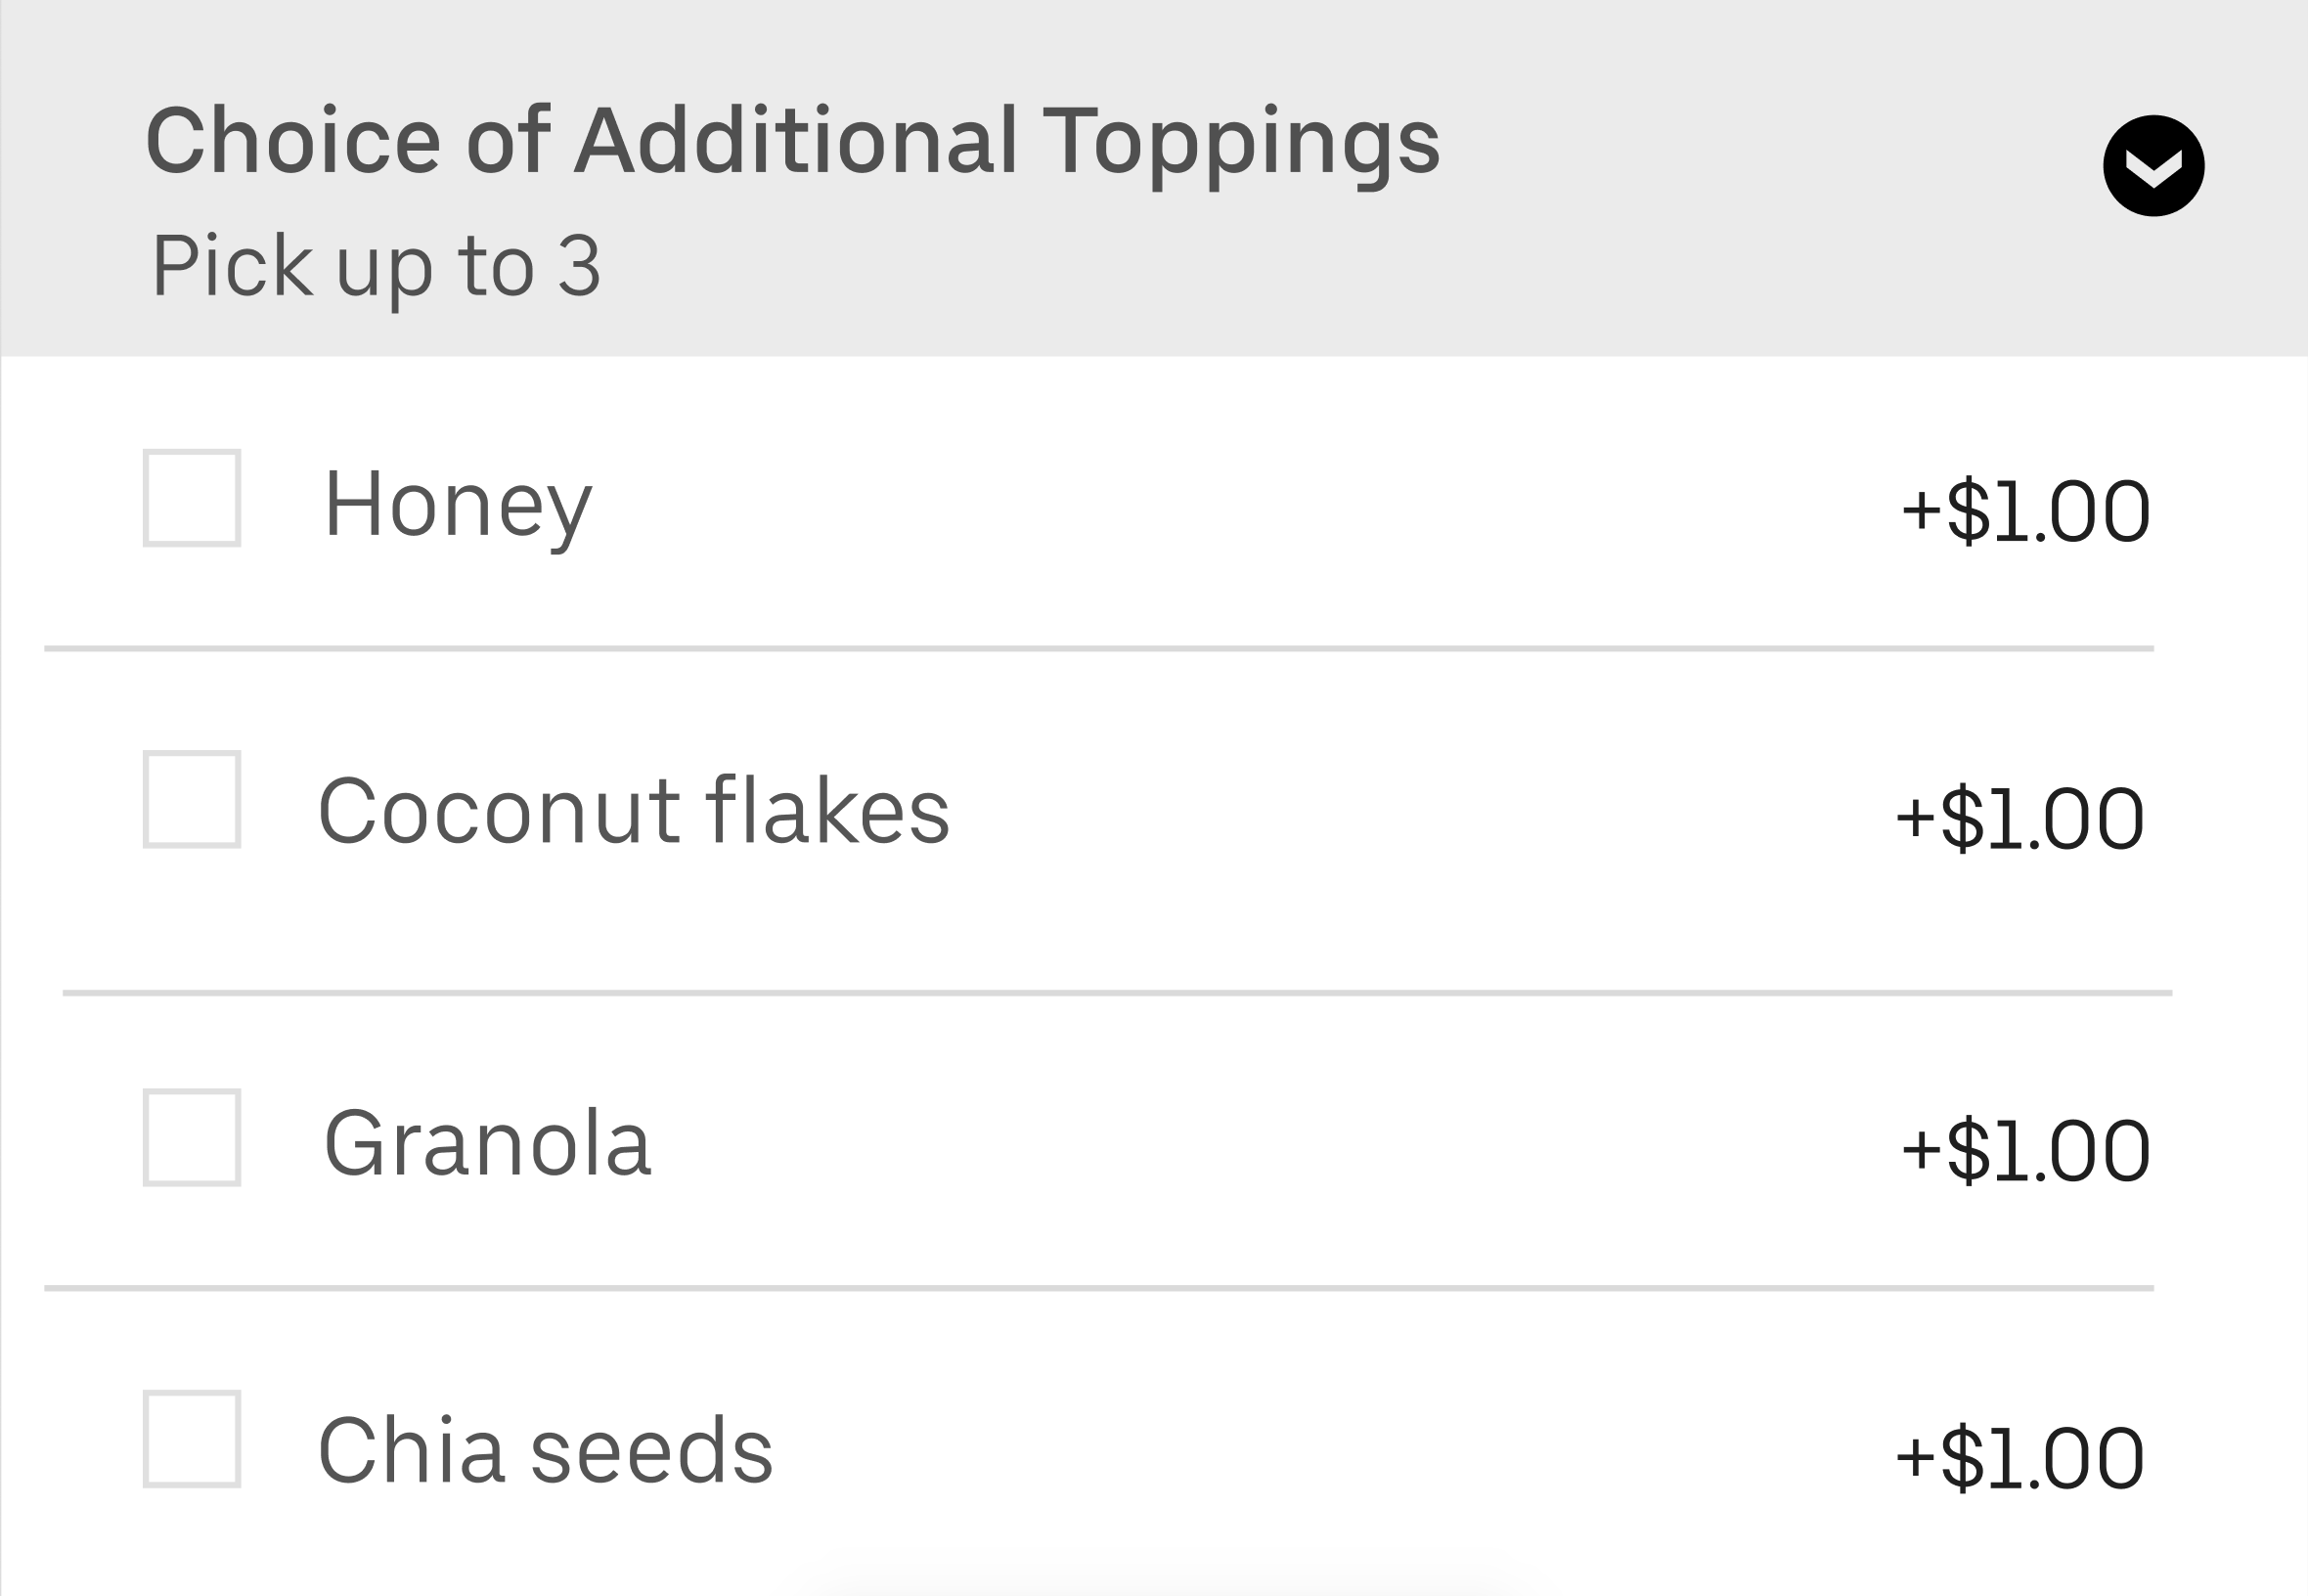 Choice of Additional Toppings
Pick up to 3
Honey +$1.00
Coconut flakes +$1.00
Granola +$1.00
Chia seeds +$1.00